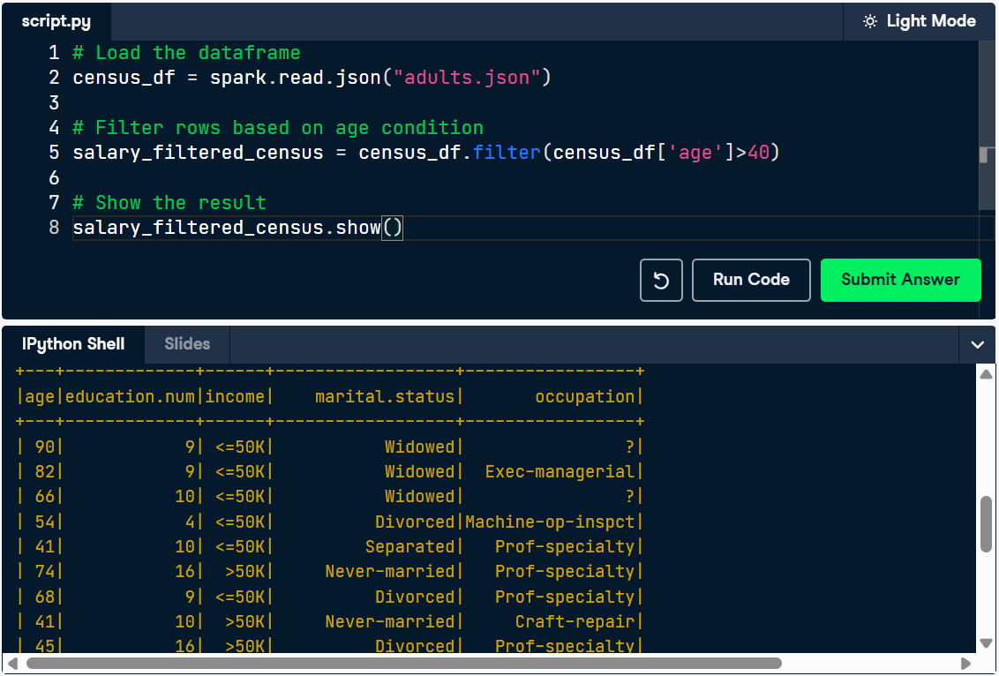 script.py
Light Mode
1 # Load the dataframe
2 census_df = spark.read.json("adults.json")
3
4 # Filter rows based on age condition
5 salary_filtered_census = census_df.filter(census_df['age']>40)
6
7 # Show the result
8 salary_filtered_census.show()
Run Code
Submit Answer
IPython Shell
Slides
+---+-------------+------+------------------+-----------------+
|age|education.num|income|    marital.status|       occupation|
+---+-------------+------+------------------+-----------------+
| 90|            9| <=50K|           Widowed|                ?|
| 82|            9| <=50K|           Widowed|  Exec-managerial|
| 66|           10| <=50K|           Widowed|                ?|
| 54|            4| <=50K|          Divorced|Machine-op-inspct|
| 41|           10| <=50K|         Separated|   Prof-specialty|
| 74|           16|  >50K|     Never-married|   Prof-specialty|
| 68|            9| <=50K|          Divorced|   Prof-specialty|
| 41|           10|  >50K|     Never-married|     Craft-repair|
| 45|           16|  >50K|          Divorced|   Prof-specialty|